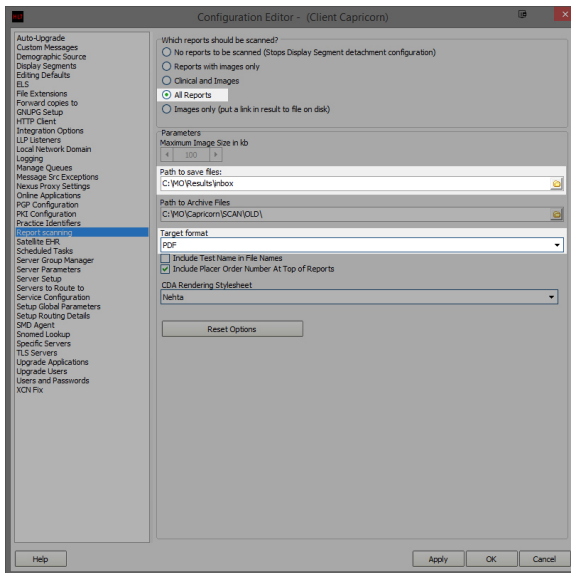 Configuration Editor - (Client Capricorn)
Auto-Upgrade
Custom Messages
Demographic Source
Display Segments
Editing Defaults
ELS
File Extensions
Forward copies to
GNUPG Setup
HTTP Client
Integration Options
LLP Listeners
Local Network Domain
Logging
Manage Queues
Message Src Exceptions
Nexus Proxy Settings
Online Applications
PGP Configuration
PKI Configuration
Practice Identifiers
Report scanning
Satellite EHR
Scheduled Tasks
Server Group Manager
Server Parameters
Server Setup
Servers to Route to
Service Configuration
Setup Global Parameters
Setup Routing Details
SMD Agent
Snomed Lookup
Specific Servers
TLS Servers
Upgrade Applications
Upgrade Users
Users and Passwords
XCN Fix
Which reports should be scanned?
No reports to be scanned (Stops Display Segment detachment configuration)
Reports with images only
Clinical and Images
All Reports
Images only (put a link in result to file on disk)
Parameters
Maximum Image Size in kb
100
Path to save files:
C:\MO\Results\inbox
Path to Archive Files
C:\MO\Capricorn\SCAN\OLD\
Target format
PDF
Include Test Name in File Names
Include Placer Order Number At Top of Reports
CDA Rendering Stylesheet
Nehta
Reset Options
Help
Apply
OK
Cancel